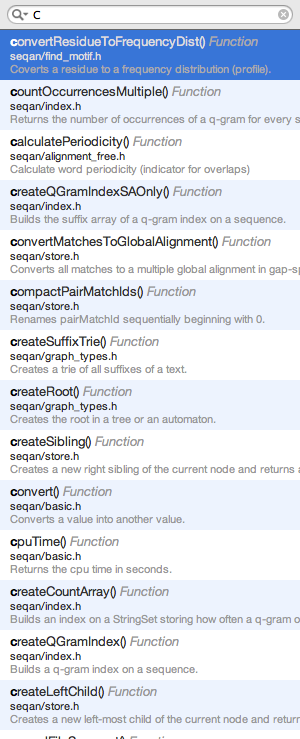 C
convertResidueToFrequencyDist() Function
seqan/find_motif.h
Coverts a residue to a frequency distribution (profile).
countOccurrencesMultiple() Function
seqan/index.h
Returns the number of occurrences of a q-gram for every s
calculatePeriodicity() Function
seqan/alignment_free.h
Calculate word periodicity (indicator for overlaps)
createQGramIndexSAOnly() Function
seqan/index.h
Builds the suffix array of a q-gram index on a sequence.
convertMatchesToGlobalAlignment() Function
seqan/store.h
Converts all matches to a multiple global alignment in gap-sp
compactPairMatchIds() Function
seqan/store.h
Renames pairMatchId sequentially beginning with 0.
createSuffixTrie() Function
seqan/graph_types.h
Creates a trie of all suffixes of a text.
createRoot() Function
seqan/graph_types.h
Creates the root in a tree or an automaton.
createSibling() Function
seqan/store.h
Creates a new right sibling of the current node and returns a
convert() Function
seqan/basic.h
Converts a value into another value.
cpuTime() Function
seqan/basic.h
Returns the cpu time in seconds.
createCountArray() Function
seqan/index.h
Builds an index on a StringSet storing how often a q-gram o
createQGramIndex() Function
seqan/index.h
Builds a q-gram index on a sequence.
createLeftChild() Function
seqan/store.h
Creates a new left-most child of the current node and return